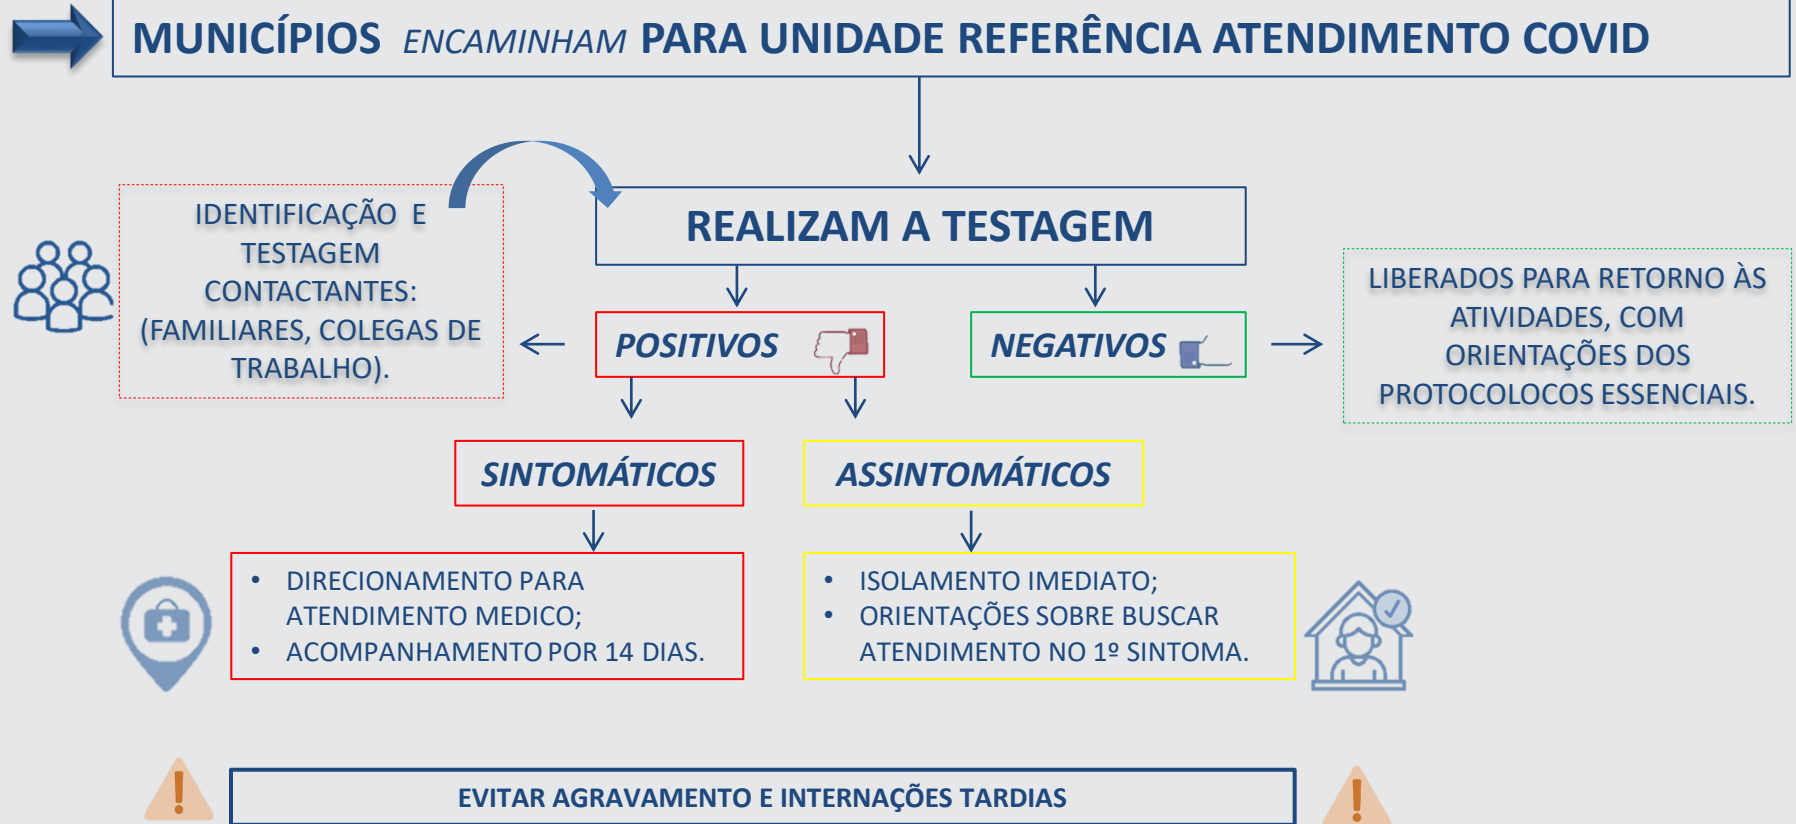 MUNICÍPIOS ENCAMINHAM PARA UNIDADE REFERÊNCIA ATENDIMENTO COVID
REALIZAM A TESTAGEM
IDENTIFICAÇÃO E
TESTAGEM
CONTACTANTES:
(FAMILIARES, COLEGAS DE
TRABALHO).
POSITIVOS
NEGATIVOS
LIBERADOS PARA RETORNO ÀS
ATIVIDADES, COM
ORIENTAÇÕES DOS
PROTOCOLOCOS ESSENCIAIS.
SINTOMÁTICOS
ASSINTOMÁTICOS
• DIRECIONAMENTO PARA
ATENDIMENTO MEDICO;
• ACOMPANHAMENTO POR 14 DIAS.
• ISOLAMENTO IMEDIATO;
• ORIENTAÇÕES SOBRE BUSCAR
ATENDIMENTO NO 1º SINTOMA.
EVITAR AGRAVAMENTO E INTERNAÇÕES TARDIAS